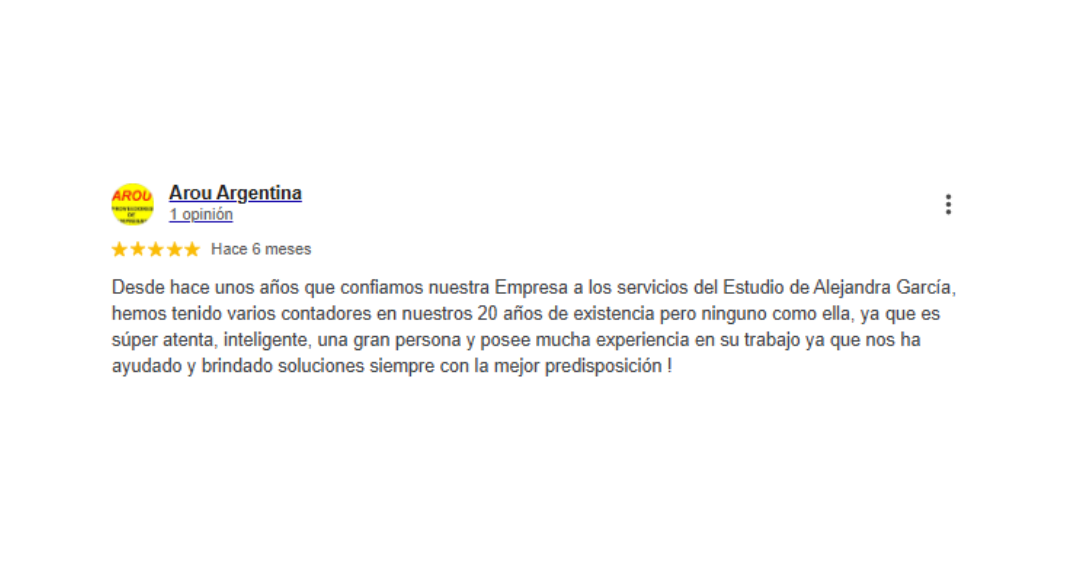 AROU
Arou Argentina
1 opinión
Hace 6 meses
Desde hace unos años que confiamos nuestra Empresa a los servicios del Estudio de Alejandra García,
hemos tenido varios contadores en nuestros 20 años de existencia pero ninguno como ella, ya que es
súper atenta, inteligente, una gran persona y posee mucha experiencia en su trabajo ya que nos ha
ayudado y brindado soluciones siempre con la mejor predisposición !